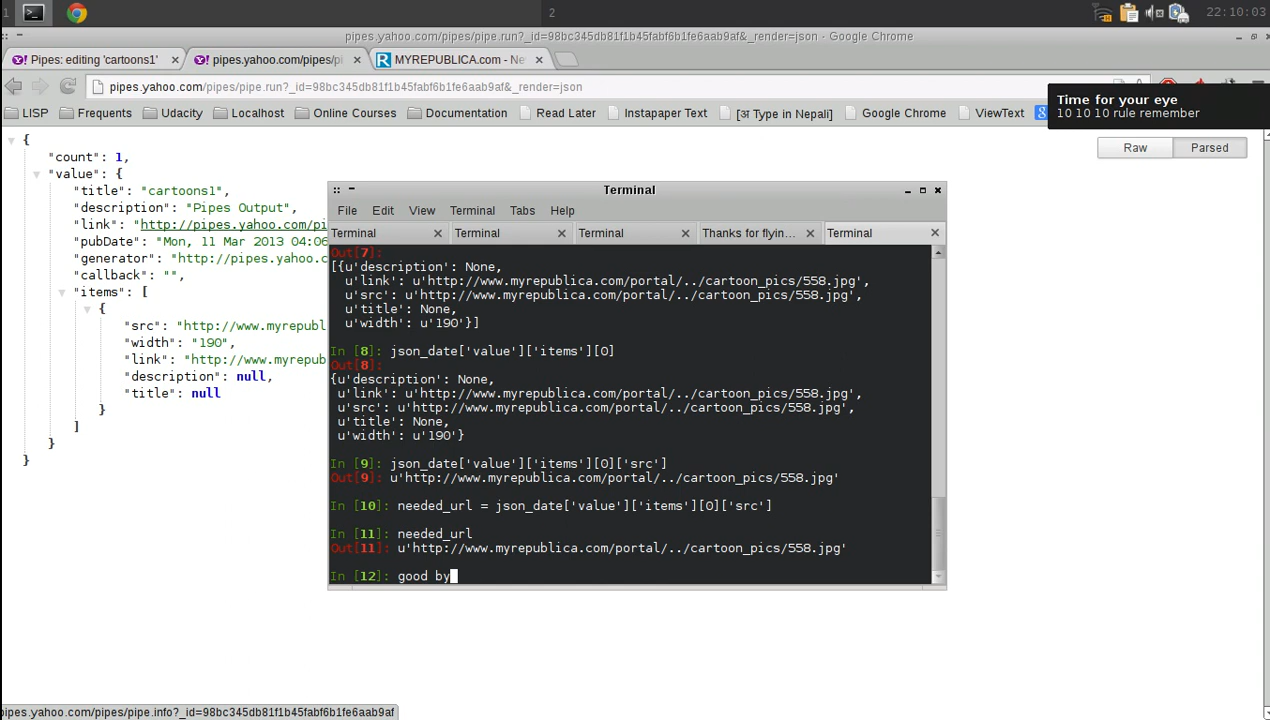 1
2
22:10:03
pipes.yahoo.com/pipes/pipe.run?_id=98bc345db81f1b45fabf6b1fe6aab9af&_render=json - Google Chrome
Pipes: editing 'cartoons1'
pipes.yahoo.com/pipes/pi
MYREPUBLICA.com - Ne
pipes.yahoo.com/pipes/pipe.run?_id=98bc345db81f1b45fabf6b1fe6aab9af&_render=json
LISP Frequents Udacity Localhost Online Courses Documentation Read Later Instapaper Text [अ Type in Nepali] Google Chrome ViewText
Time for your eye
10 10 10 rule remember
Raw Parsed
{
"count": 1,
"value": {
"title": "cartoons1",
"description": "Pipes Output",
"link": "http://pipes.yahoo.com/pi
"pubDate": "Mon, 11 Mar 2013 04:06
"generator": "http://pipes.yahoo.c
"callback": "",
"items": [
{
"src": "http://www.myrepubl
"width": "190",
"link": "http://www.myrepub
"description": null,
"title": null
}
]
}
}
Terminal
File Edit View Terminal Tabs Help
Terminal Terminal Terminal Thanks for flyin... Terminal
Out[7]:
[{u'description': None,
u'link': u'http://www.myrepublica.com/portal/../cartoon_pics/558.jpg',
u'src': u'http://www.myrepublica.com/portal/../cartoon_pics/558.jpg',
u'title': None,
u'width': u'190'}]
In [8]: json_date['value']['items'][0]
Out[8]:
{u'description': None,
u'link': u'http://www.myrepublica.com/portal/../cartoon_pics/558.jpg',
u'src': u'http://www.myrepublica.com/portal/../cartoon_pics/558.jpg',
u'title': None,
u'width': u'190'}
In [9]: json_date['value']['items'][0]['src']
Out[9]: u'http://www.myrepublica.com/portal/../cartoon_pics/558.jpg'
In [10]: needed_url = json_date['value']['items'][0]['src']
In [11]: needed_url
Out[11]: u'http://www.myrepublica.com/portal/../cartoon_pics/558.jpg'
In [12]: good by
pipes.yahoo.com/pipes/pipe.info?_id=98bc345db81f1b45fabf6b1fe6aab9af